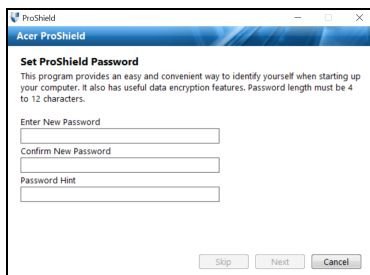 ProShield
Acer ProShield
Set ProShield Password
This program provides an easy and convenient way to identify yourself when starting up
your computer. It also has useful data encryption features. Password length must be 4
to 12 characters.
Enter New Password
Confirm New Password
Password Hint
Skip Next Cancel